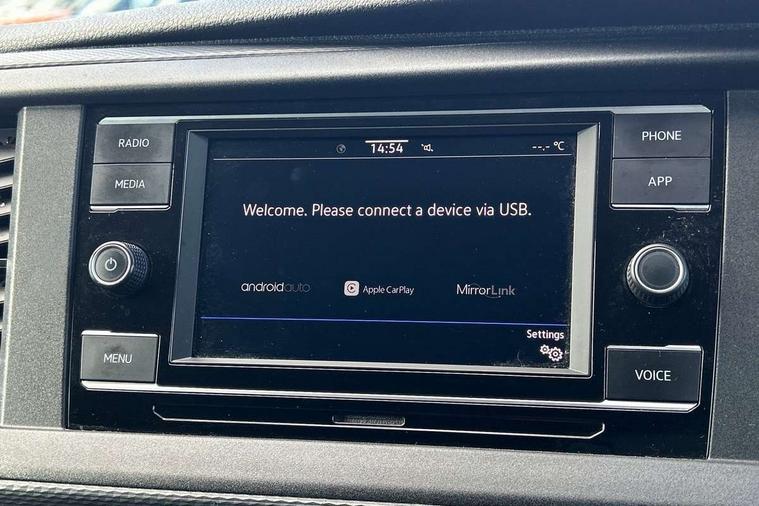 RADIO
MEDIA
MENU
14:54
--.- °C
Welcome. Please connect a device via USB.
androidauto
Apple CarPlay
MirrorLink
Settings
PHONE
APP
VOICE